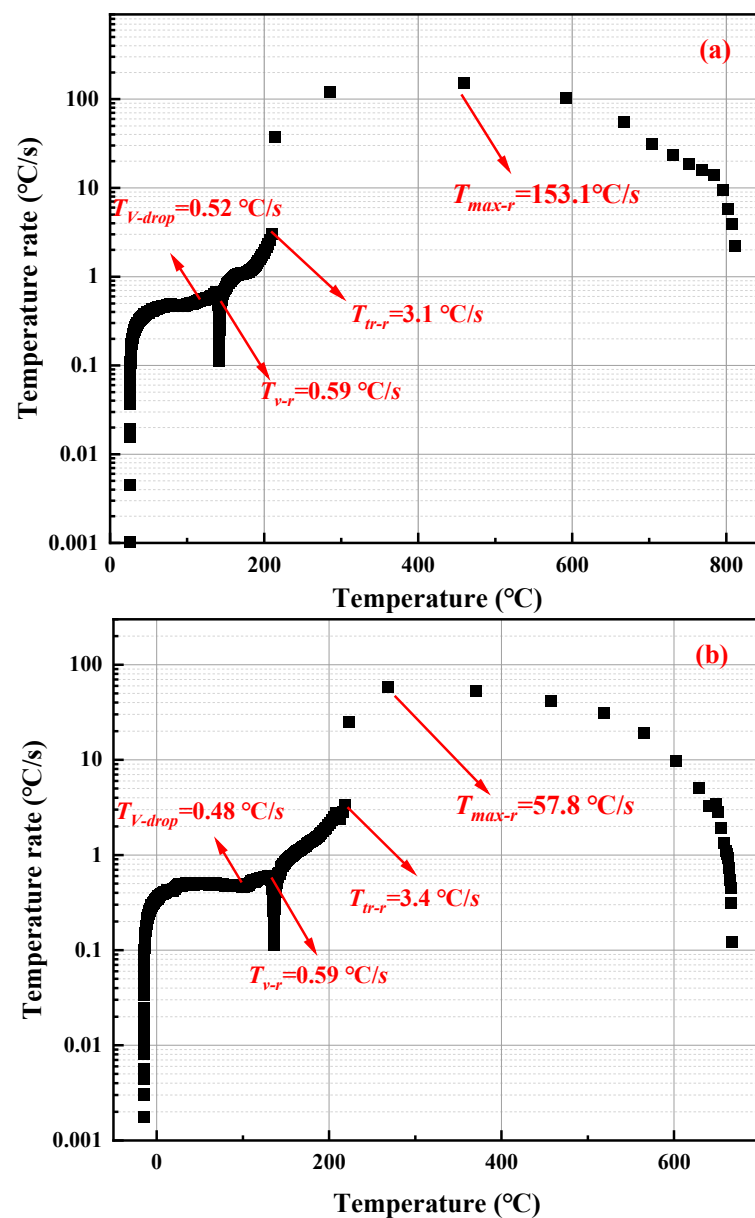 (a)
100
10
1
0.1
0.01
0.001
Temperature rate (℃/s)
T_V-drop=0.52 ℃/s
T_max-r=153.1℃/s
T_tr-r=3.1 ℃/s
T_v-r=0.59 ℃/s
0 200 400 600 800
Temperature (℃)
(b)
100
10
1
0.1
0.01
0.001
Temperature rate (℃/s)
T_V-drop=0.48 ℃/s
T_max-r=57.8 ℃/s
T_tr-r=3.4 ℃/s
T_v-r=0.59 ℃/s
0 200 400 600
Temperature (℃)